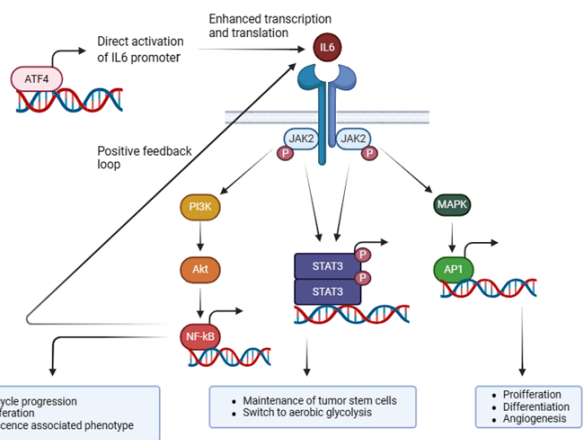 Enhanced transcription
and translation
Direct activation
of IL6 promoter
IL6
ATF4
JAK2
JAK2
P
P
Positive feedback
loop
PI3K
MAPK
Akt
STAT3
P
STAT3
P
AP1
NF-kB
ycle progression
feration
cence associated phenotype
• Maintenance of tumor stem cells
• Switch to aerobic glycolysis
• Proifferation
• Differentiation
• Angiogenesis